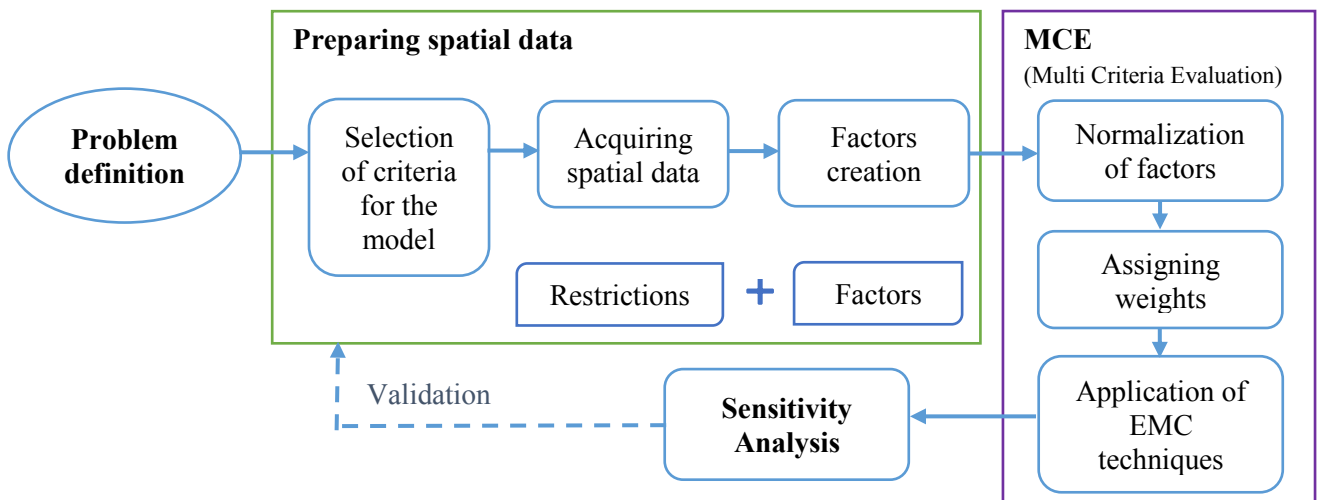 Preparing spatial data
MCE
(Multi Criteria Evaluation)
Problem
definition
Selection
of criteria
for the
model
Acquiring
spatial data
Factors
creation
Normalization
of factors
Restrictions
+
Factors
Assigning
weights
Application of
EMC
techniques
Sensitivity
Analysis
Validation